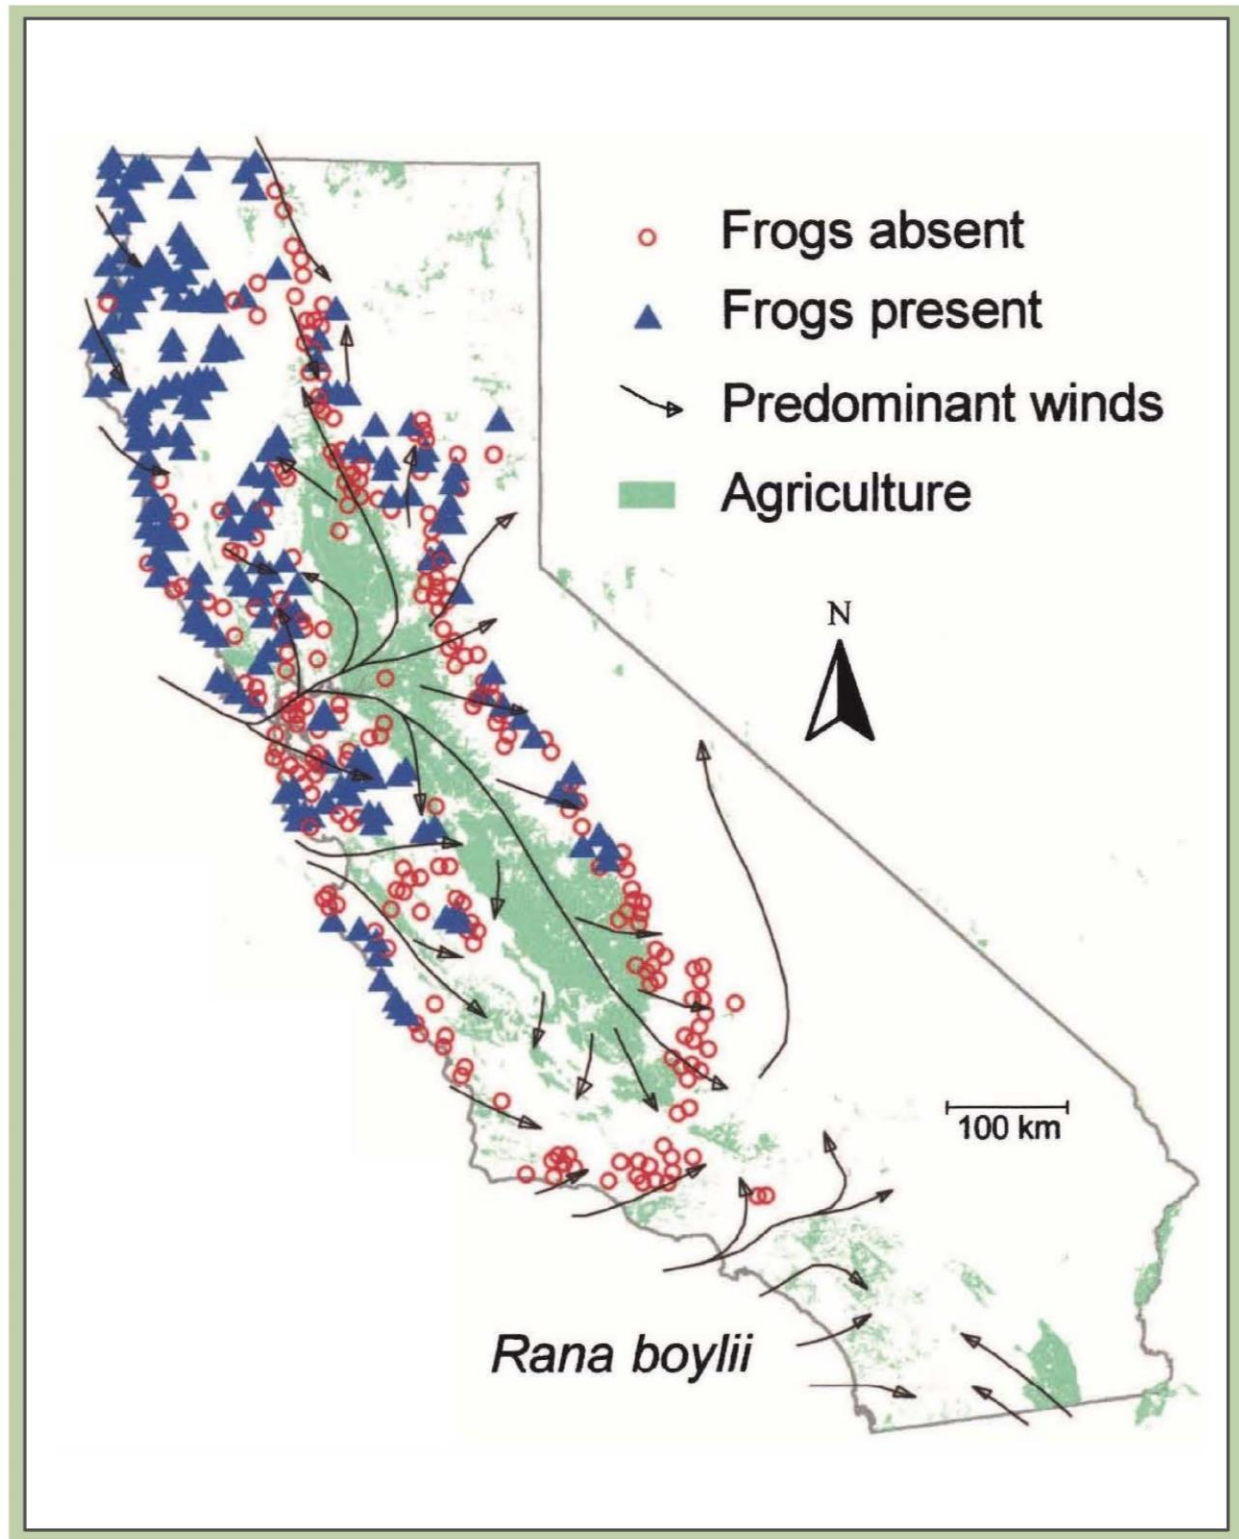 Frogs absent
Frogs present
Predominant winds
Agriculture
N
100 km
Rana boylii